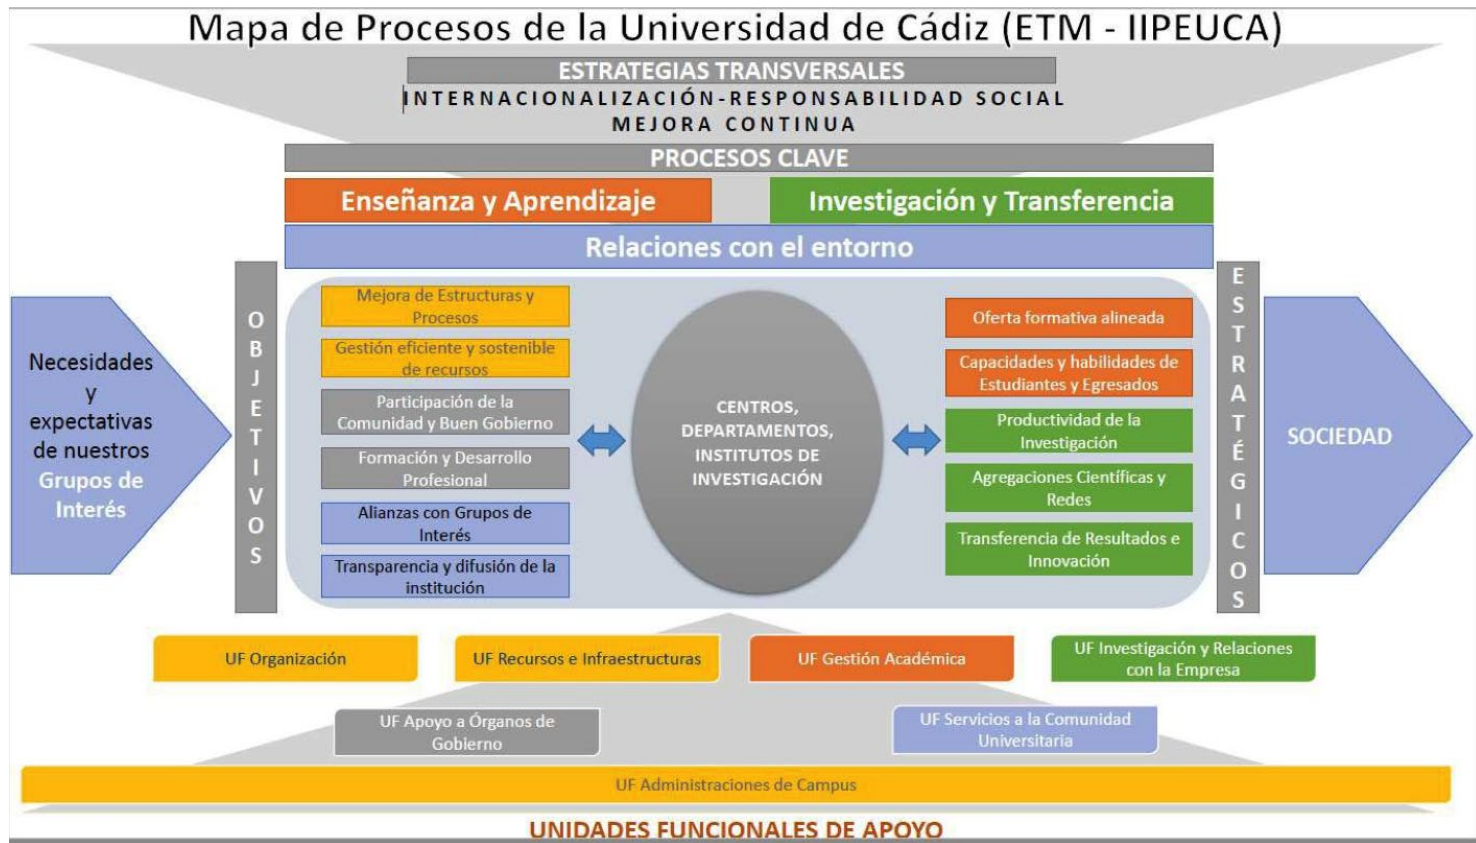 Mapa de Procesos de la Universidad de Cádiz (ETM - IIPEUCA)
ESTRATEGIAS TRANSVERSALES
INTERNACIONALIZACIÓN-RESPONSABILIDAD SOCIAL
MEJORA CONTINUA
PROCESOS CLAVE
Enseñanza y Aprendizaje
Investigación y Transferencia
Relaciones con el entorno
Necesidades
y
expectativas
de nuestros
Grupos de
Interés
OBJETIVOS
Mejora de Estructuras y
Procesos
Gestión eficiente y sostenible
de recursos
Participación de la
Comunidad y Buen Gobierno
Formación y Desarrollo
Profesional
Alianzas con Grupos de
Interés
Transparencia y difusión de la
institución
CENTROS,
DEPARTAMENTOS,
INSTITUTOS DE
INVESTIGACIÓN
Oferta formativa alineada
Capacidades y habilidades de
Estudiantes y Egresados
Productividad de la
Investigación
Agregaciones Científicas y
Redes
Transferencia de Resultados e
Innovación
ESTRATÉGICOS
SOCIEDAD
UF Organización
UF Recursos e Infraestructuras
UF Gestión Académica
UF Investigación y Relaciones
con la Empresa
UF Apoyo a Órganos de
Gobierno
UF Servicios a la Comunidad
Universitaria
UF Administraciones de Campus
UNIDADES FUNCIONALES DE APOYO